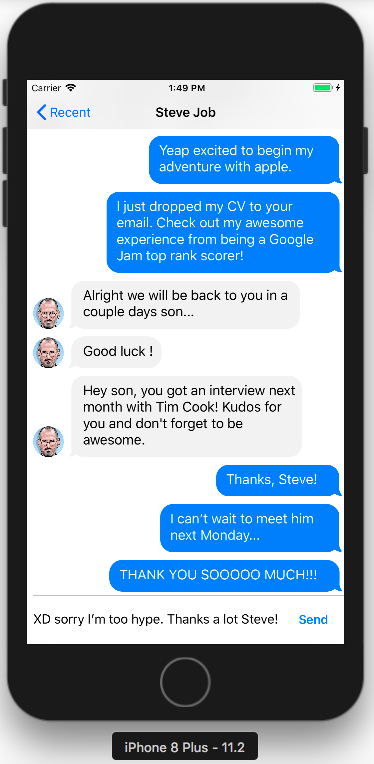 Carrier 1:49 PM
Recent Steve Job
Yeap excited to begin my
adventure with apple.
I just dropped my CV to your
email. Check out my awesome
experience from being a Google
Jam top rank scorer!
Alright we will be back to you in a
couple days son...
Good luck !
Hey son, you got an interview next
month with Tim Cook! Kudos for
you and don't forget to be
awesome.
Thanks, Steve!
I can't wait to meet him
next Monday...
THANK YOU SOOOOO MUCH!!!
XD sorry I'm too hype. Thanks a lot Steve! Send
iPhone 8 Plus - 11.2